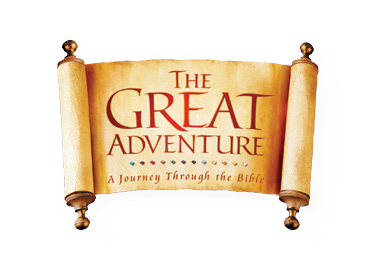 THE
GREAT
ADVENTURE
A Journey Through the Bible